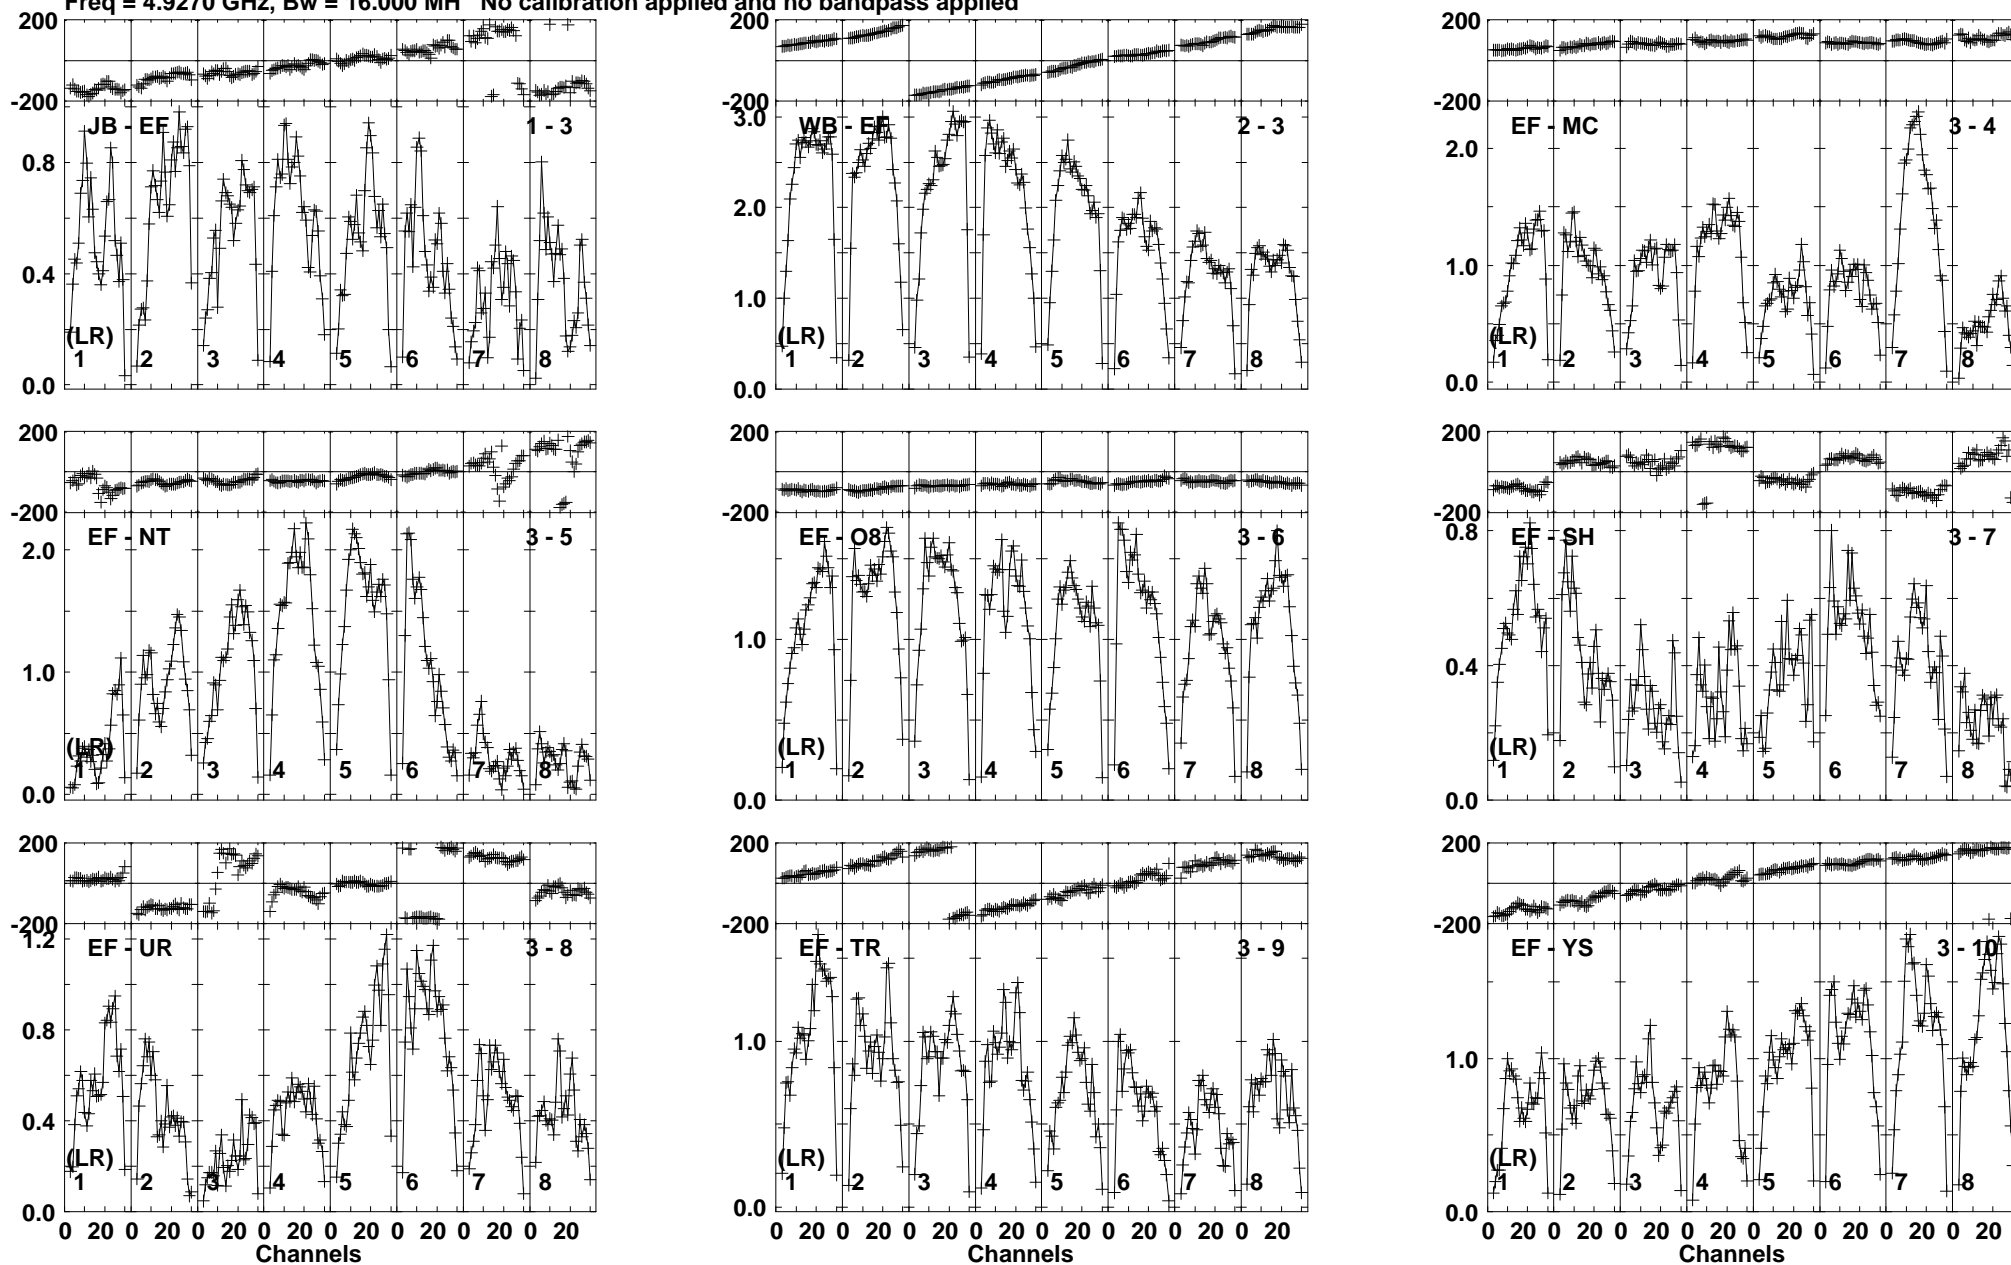 Freq = 4.9270 GHz, Bw = 16.000 MH No calibration applied and no bandpass applied
200 200 200
-200 -200 -200
JB - EF 1 - 3 3.0 WB - EF 2 - 3 EF - MC 3 - 4
0.8 2.0
2.0
0.4 1.0 1.0
(LR) (LR) (LR)
1 2 3 4 5 6 7 8 1 2 3 4 5 6 7 8 1 2 3 4 5 6 7 8
0.0 0.0 0.0
200 200 200
-200 -200 -200
EF - NT 3 - 5 EF - O8 3 - 6 0.8 EF - SH 3 - 7
2.0
1.0 1.0 0.4
(LR) (LR) (LR)
1 2 3 4 5 6 7 8 1 2 3 4 5 6 7 8 1 2 3 4 5 6 7 8
0.0 0.0 0.0
200 200 200
-200 -200 -200
1.2 EF - UR 3 - 8 EF - TR 3 - 9 EF - YS 3 - 10
0.8 1.0 1.0
0.4
(LR) (LR) (LR)
1 2 3 4 5 6 7 8 1 2 3 4 5 6 7 8 1 2 3 4 5 6 7 8
0.0 0.0 0.0
0 20 0 20 0 20 0 20 0 20 0 20 0 20 0 20 0 20 0 20 0 20 0 20 0 20 0 20 0 20 0 20 0 20 0 20 0 20 0 20 0 20 0 20 0 20 0 20
Channels Channels Channels